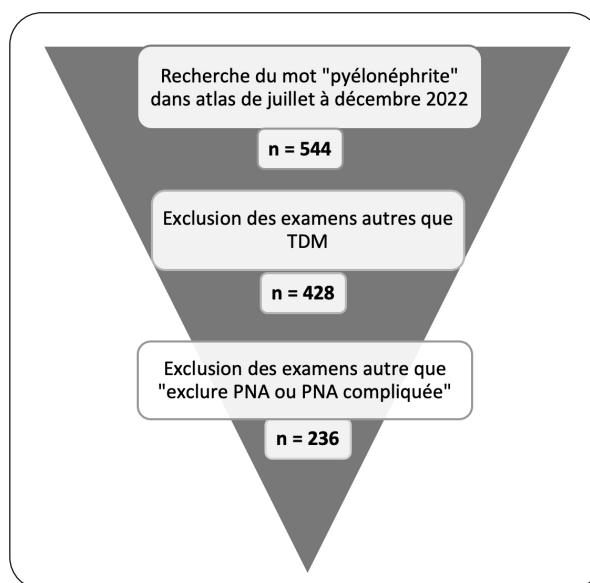 Recherche du mot "pyélonéphrite"
dans atlas de juillet à décembre 2022
n = 544
Exclusion des examens autres que
TDM
n = 428
Exclusion des examens autre que
"exclure PNA ou PNA compliquée"
n = 236